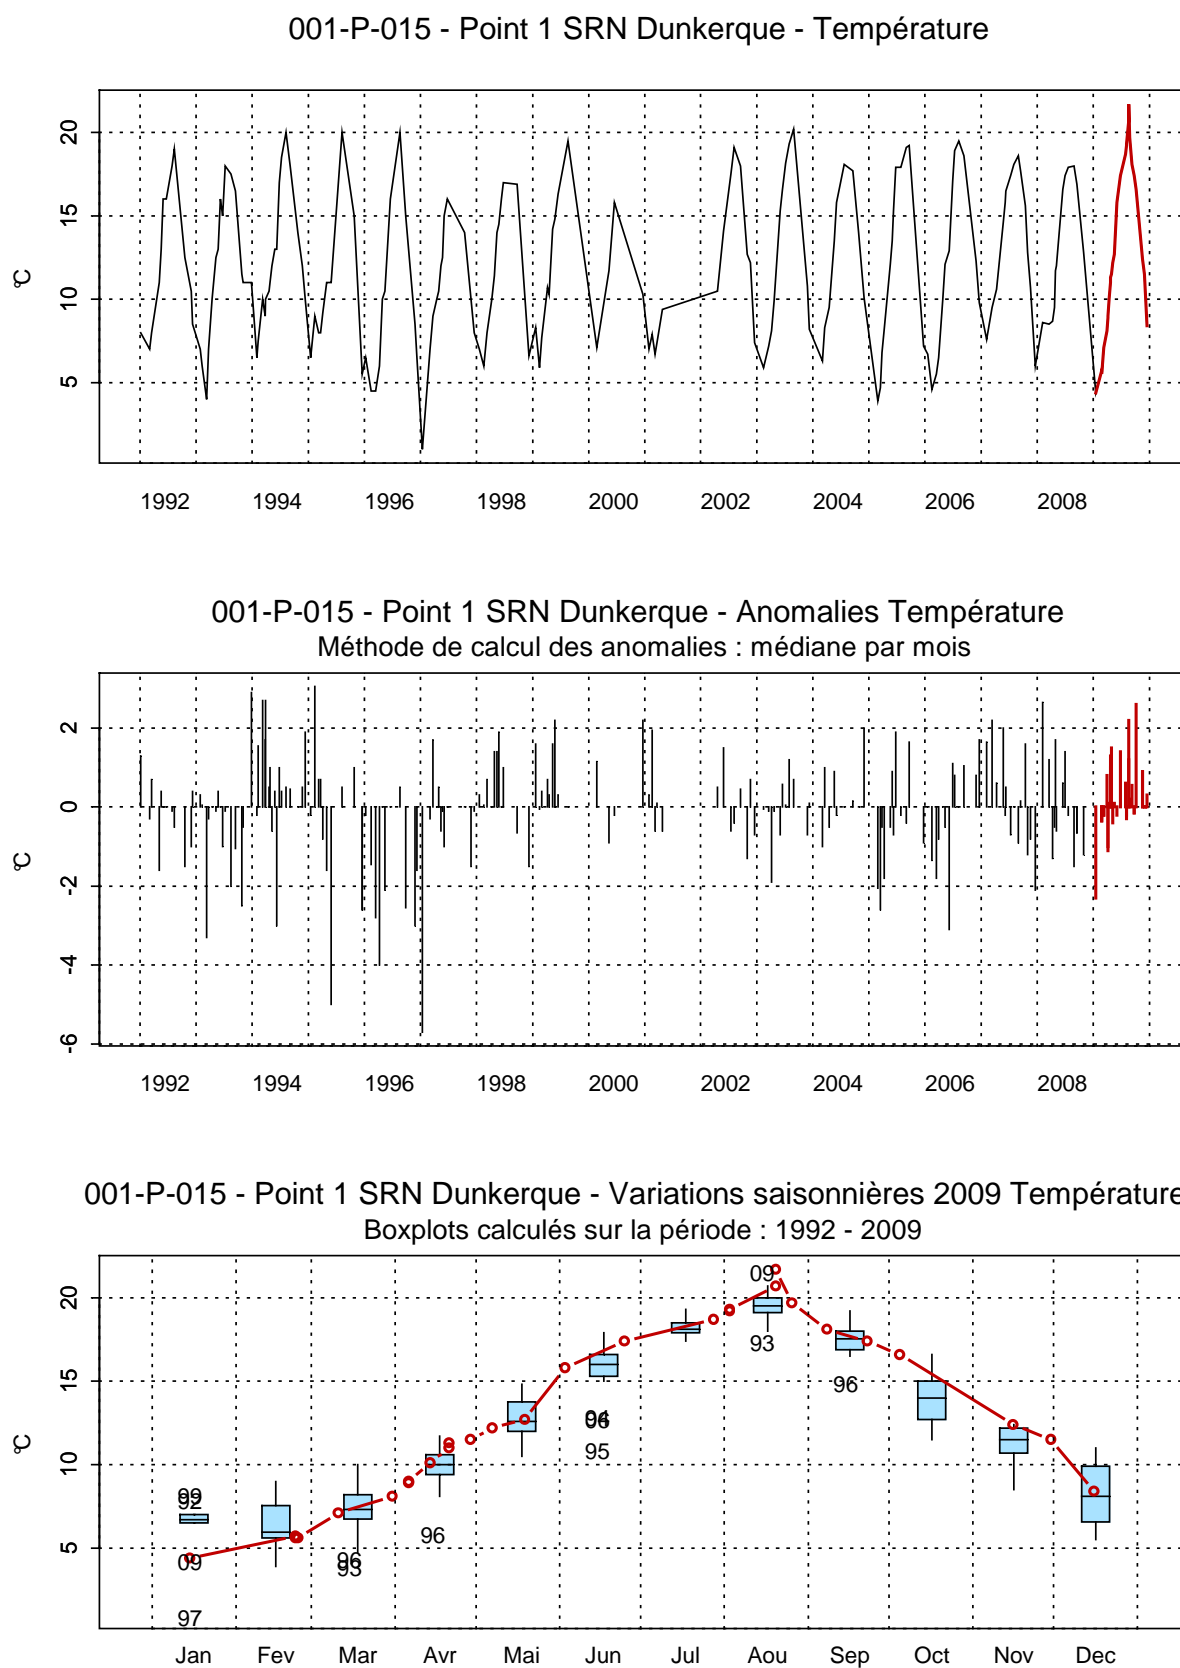 001-P-015 - Point 1 SRN Dunkerque - Température
°C
20
15
10
5
1992 1994 1996 1998 2000 2002 2004 2006 2008
001-P-015 - Point 1 SRN Dunkerque - Anomalies Température
Méthode de calcul des anomalies : médiane par mois
°C
2
0
-2
-4
-6
1992 1994 1996 1998 2000 2002 2004 2006 2008
001-P-015 - Point 1 SRN Dunkerque - Variations saisonnières 2009 Température
Boxplots calculés sur la période : 1992 - 2009
°C
20
15
10
5
09
93
96
95
92
96
09
93
97
Jan Fev Mar Avr Mai Jun Jul Aou Sep Oct Nov Dec